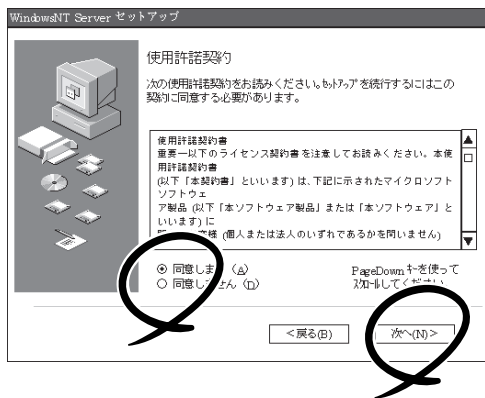 WindowsNT Server セットアップ
使用許諾契約
次の使用許諾契約をお読みください。セットアップを続行するにはこの
契約に同意する必要があります。
使用許諾契約書
重要－以下のライセンス契約書を注意してお読みください。本使
用許諾契約書
(以下「本契約書」といいます) は、下記に示されたマイクロソフト
ソフトウェ
ア製品 (以下「本ソフトウェア製品」または「本ソフトウェア」と
いいます) に
様 (個人または法人のいずれであるかを問いません)
同意しま (A)
同意しません (D)
PageDown キーを使って
スクロールしてください
<戻る(B)
次へ(N)>